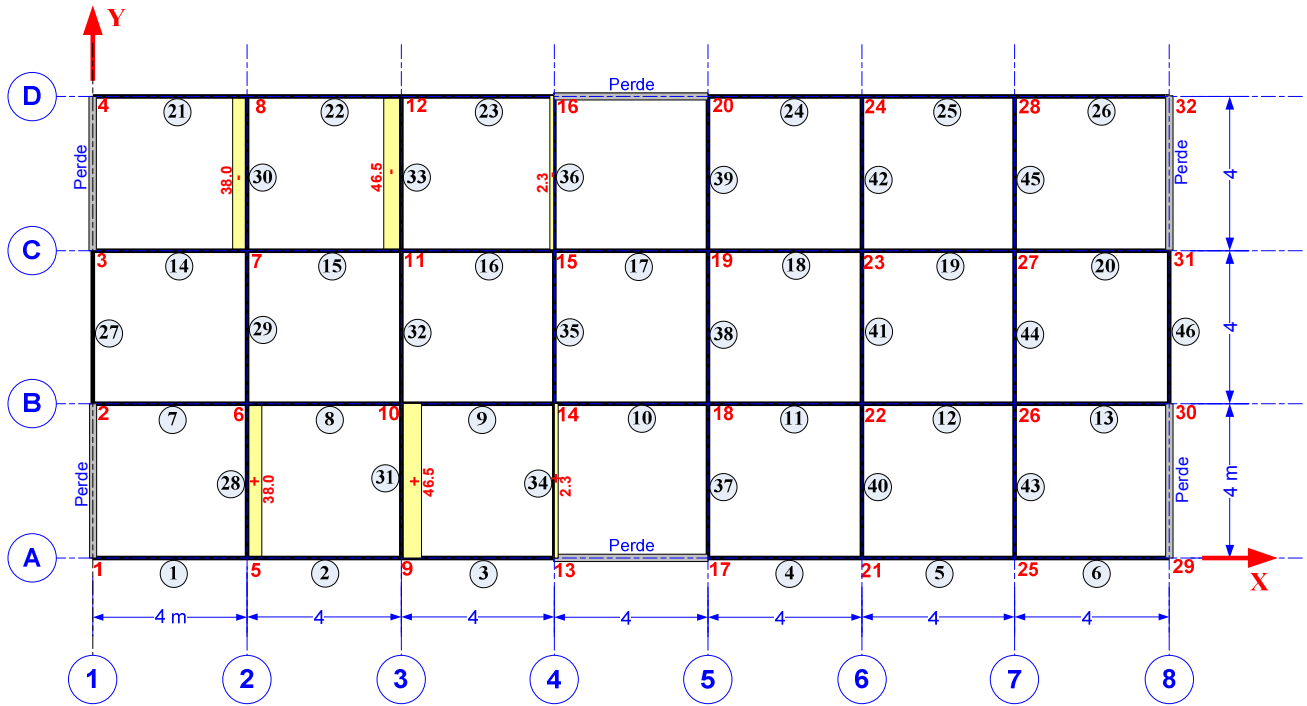 Y
Perde
D
4 8 12 16 20 24 28 32
21 22 23 24 25 26
Perde 38.0 - 30 46.5 - 33 2.3 - 36 39 42 45 Perde 4
C
3 7 11 15 19 23 27 31
14 15 16 17 18 19 20
27 29 32 35 38 41 44 46 4
B
2 6 10 14 18 22 26 30
7 8 9 10 11 12 13
Perde 28 + 38.0 31 + 46.5 34 + 2.3 37 40 43 Perde 4 m
Perde
A
1 5 9 13 17 21 25 29
1 2 3 4 5 6
X
4 m 4 4 4 4 4 4
1 2 3 4 5 6 7 8